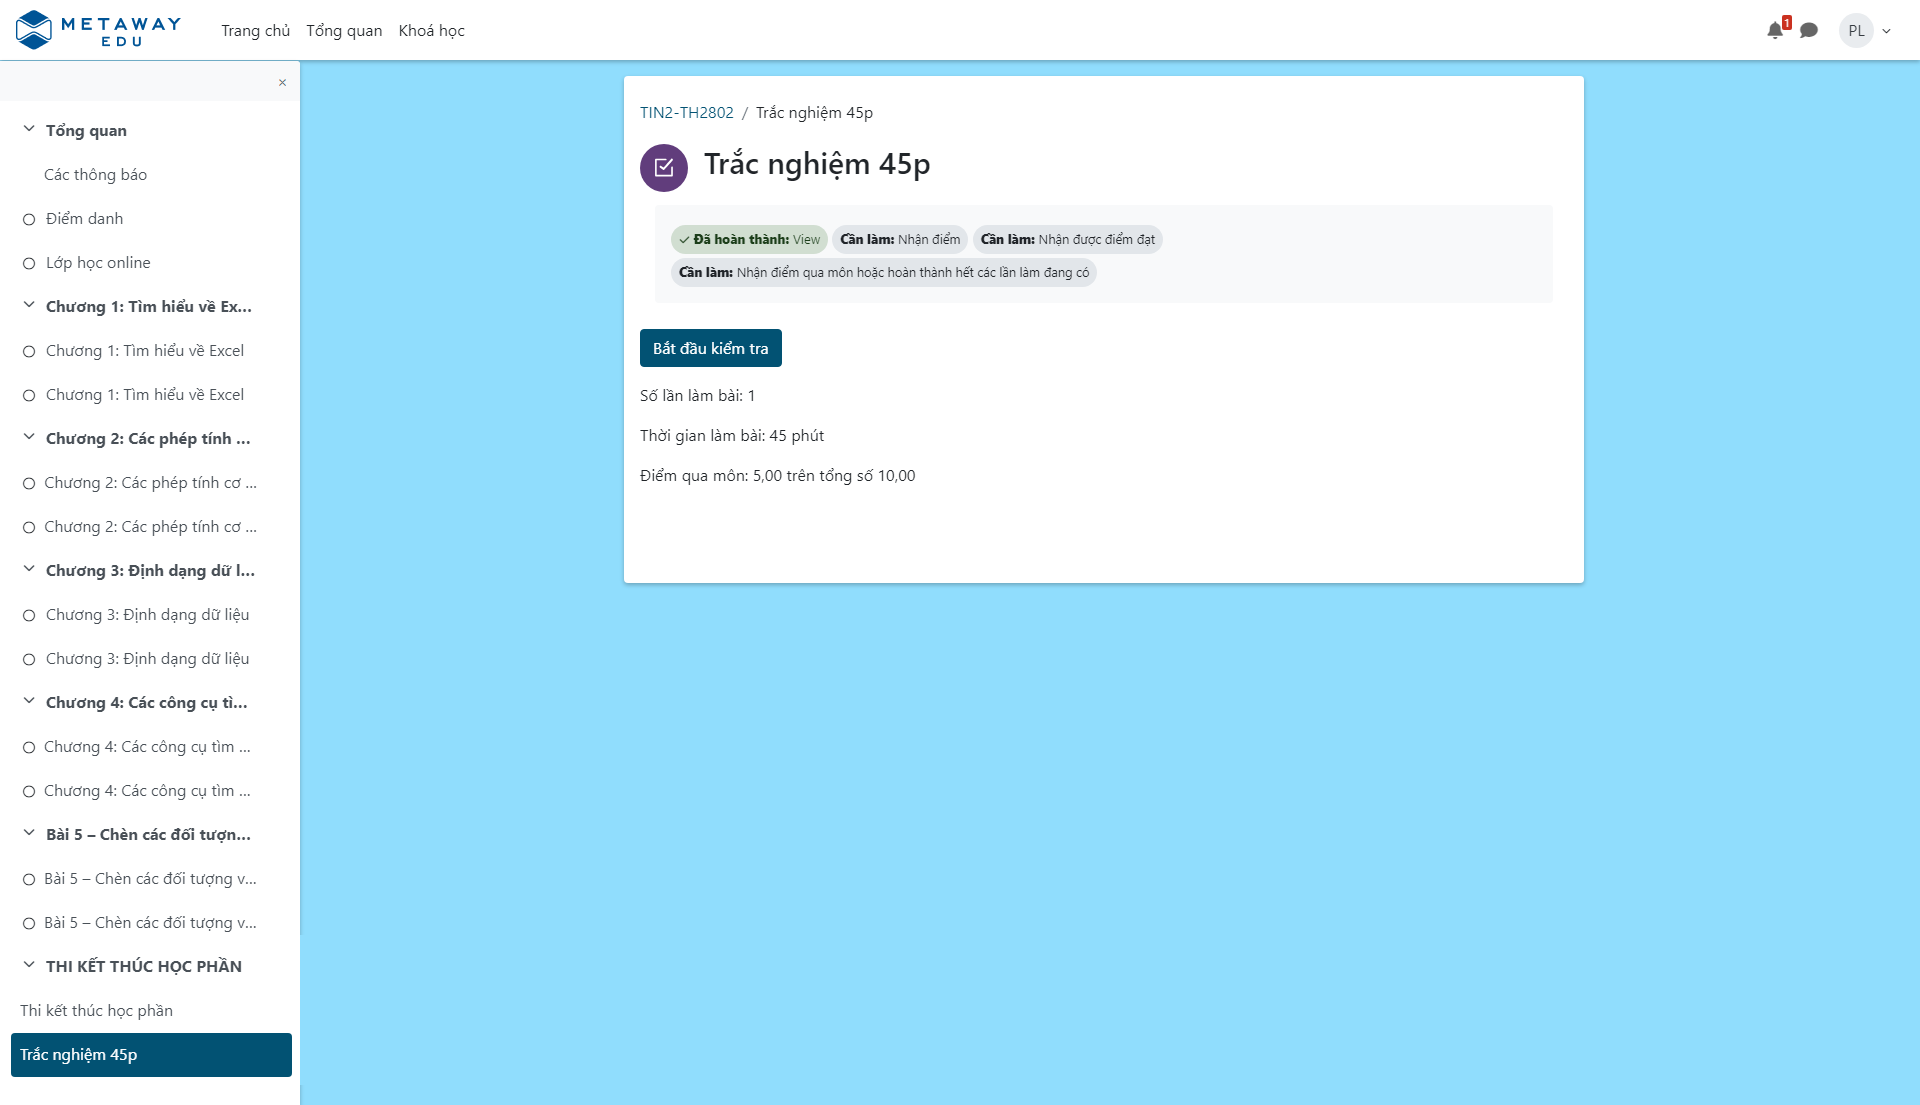 METAWAY
EDU
Trang chủ
Tổng quan
Khoá học
1
PL
×
Tổng quan
Các thông báo
Điểm danh
Lớp học online
Chương 1: Tìm hiểu về Ex...
Chương 1: Tìm hiểu về Excel
Chương 1: Tìm hiểu về Excel
Chương 2: Các phép tính ...
Chương 2: Các phép tính cơ ...
Chương 2: Các phép tính cơ ...
Chương 3: Định dạng dữ l...
Chương 3: Định dạng dữ liệu
Chương 3: Định dạng dữ liệu
Chương 4: Các công cụ tì...
Chương 4: Các công cụ tìm ...
Chương 4: Các công cụ tìm ...
Bài 5 – Chèn các đối tượn...
Bài 5 – Chèn các đối tượng v...
Bài 5 – Chèn các đối tượng v...
THI KẾT THÚC HỌC PHẦN
Thi kết thúc học phần
Trắc nghiệm 45p
TIN2-TH2802 / Trắc nghiệm 45p
Trắc nghiệm 45p
Đã hoàn thành: View
Cần làm: Nhận điểm
Cần làm: Nhận được điểm đạt
Cần làm: Nhận điểm qua môn hoặc hoàn thành hết các lần làm đang có
Bắt đầu kiểm tra
Số lần làm bài: 1
Thời gian làm bài: 45 phút
Điểm qua môn: 5,00 trên tổng số 10,00